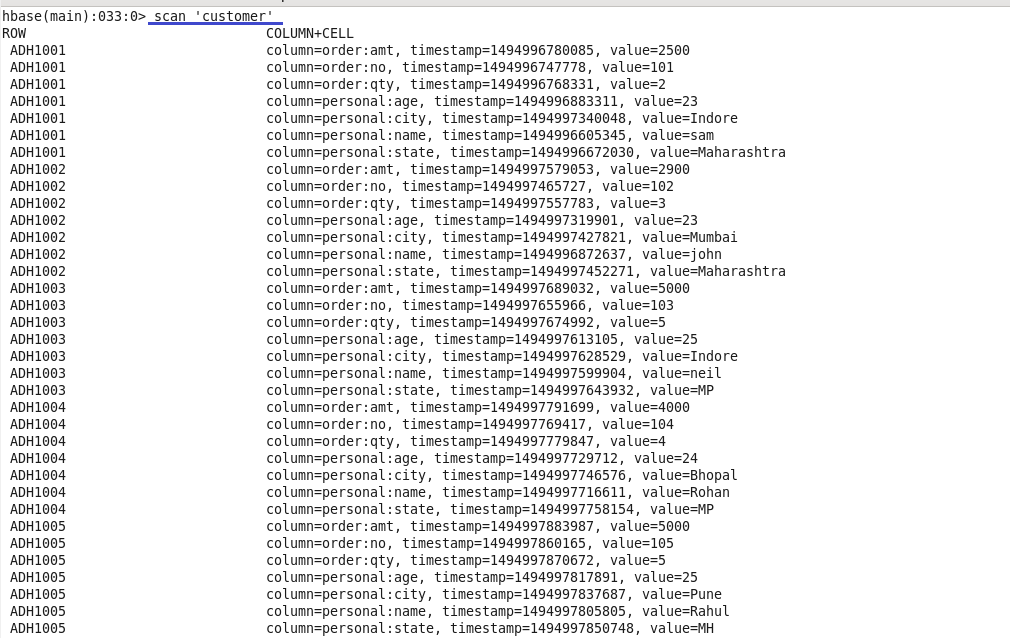 hbase(main):033:0> scan 'customer'
ROW COLUMN+CELL
ADH1001 column=order:amt, timestamp=1494996780085, value=2500
ADH1001 column=order:no, timestamp=1494996747778, value=101
ADH1001 column=order:qty, timestamp=1494996768331, value=2
ADH1001 column=personal:age, timestamp=1494996883311, value=23
ADH1001 column=personal:city, timestamp=1494997340048, value=Indore
ADH1001 column=personal:name, timestamp=1494996605345, value=sam
ADH1001 column=personal:state, timestamp=1494996672030, value=Maharashtra
ADH1002 column=order:amt, timestamp=1494997579053, value=2900
ADH1002 column=order:no, timestamp=1494997465727, value=102
ADH1002 column=order:qty, timestamp=1494997557783, value=3
ADH1002 column=personal:age, timestamp=1494997319901, value=23
ADH1002 column=personal:city, timestamp=1494997427821, value=Mumbai
ADH1002 column=personal:name, timestamp=1494996872637, value=john
ADH1002 column=personal:state, timestamp=1494997452271, value=Maharashtra
ADH1003 column=order:amt, timestamp=1494997689032, value=5000
ADH1003 column=order:no, timestamp=1494997655966, value=103
ADH1003 column=order:qty, timestamp=1494997674992, value=5
ADH1003 column=personal:age, timestamp=1494997613105, value=25
ADH1003 column=personal:city, timestamp=1494997628529, value=Indore
ADH1003 column=personal:name, timestamp=1494997599904, value=neil
ADH1003 column=personal:state, timestamp=1494997643932, value=MP
ADH1004 column=order:amt, timestamp=1494997791699, value=4000
ADH1004 column=order:no, timestamp=1494997769417, value=104
ADH1004 column=order:qty, timestamp=1494997779847, value=4
ADH1004 column=personal:age, timestamp=1494997729712, value=24
ADH1004 column=personal:city, timestamp=1494997746576, value=Bhopal
ADH1004 column=personal:name, timestamp=1494997716611, value=Rohan
ADH1004 column=personal:state, timestamp=1494997758154, value=MP
ADH1005 column=order:amt, timestamp=1494997883987, value=5000
ADH1005 column=order:no, timestamp=1494997860165, value=105
ADH1005 column=order:qty, timestamp=1494997870672, value=5
ADH1005 column=personal:age, timestamp=1494997817891, value=25
ADH1005 column=personal:city, timestamp=1494997837687, value=Pune
ADH1005 column=personal:name, timestamp=1494997805805, value=Rahul
ADH1005 column=personal:state, timestamp=1494997850748, value=MH